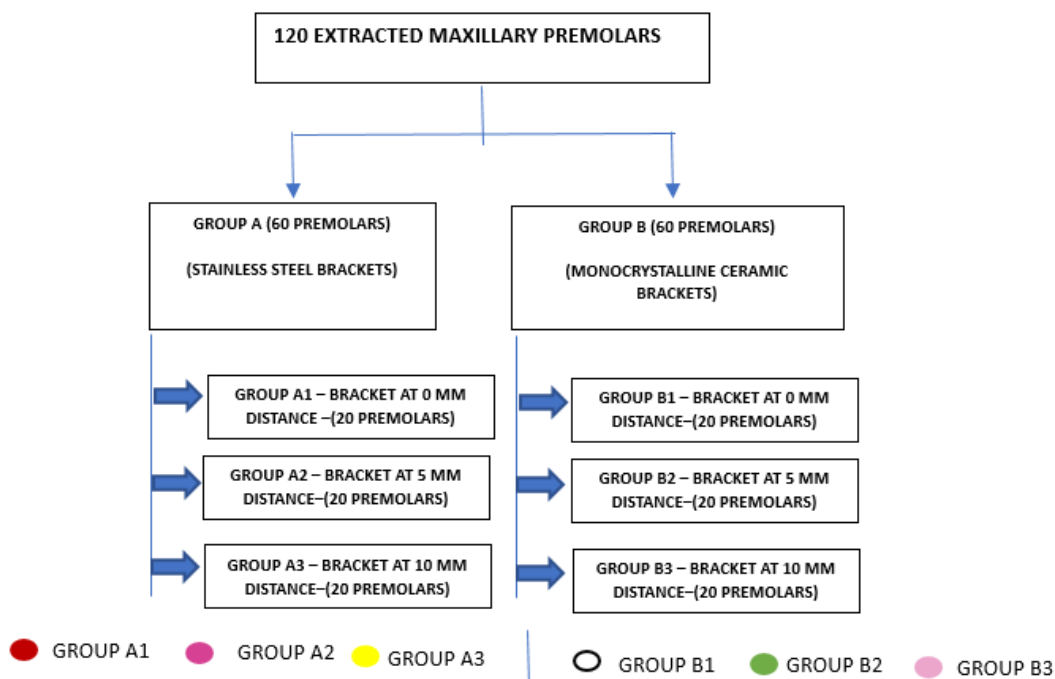 120 EXTRACTED MAXILLARY PREMOLARS
GROUP A (60 PREMOLARS)
(STAINLESS STEEL BRACKETS)
GROUP B (60 PREMOLARS)
(MONOCRYSTALLINE CERAMIC
BRACKETS)
GROUP A1 – BRACKET AT 0 MM
DISTANCE –(20 PREMOLARS)
GROUP A2 – BRACKET AT 5 MM
DISTANCE–(20 PREMOLARS)
GROUP A3 – BRACKET AT 10 MM
DISTANCE–(20 PREMOLARS)
GROUP B1 – BRACKET AT 0 MM
DISTANCE–(20 PREMOLARS)
GROUP B2 – BRACKET AT 5 MM
DISTANCE–(20 PREMOLARS)
GROUP B3 – BRACKET AT 10 MM
DISTANCE–(20 PREMOLARS)
GROUP A1
GROUP A2
GROUP A3
GROUP B1
GROUP B2
GROUP B3